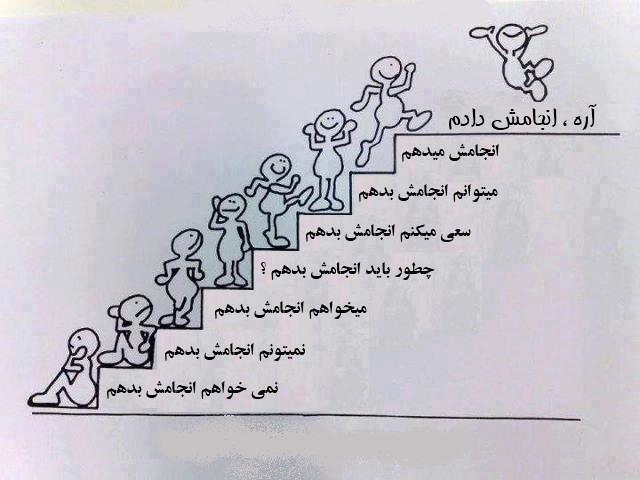 آره ، انجامش دادم
انجامش میدهم
میتوانم انجامش بدهم
سعی میکنم انجامش بدهم
چطور باید انجامش بدهم ؟
میخواهم انجامش بدهم
نمیتونم انجامش بدهم
نمی خواهم انجامش بدهم